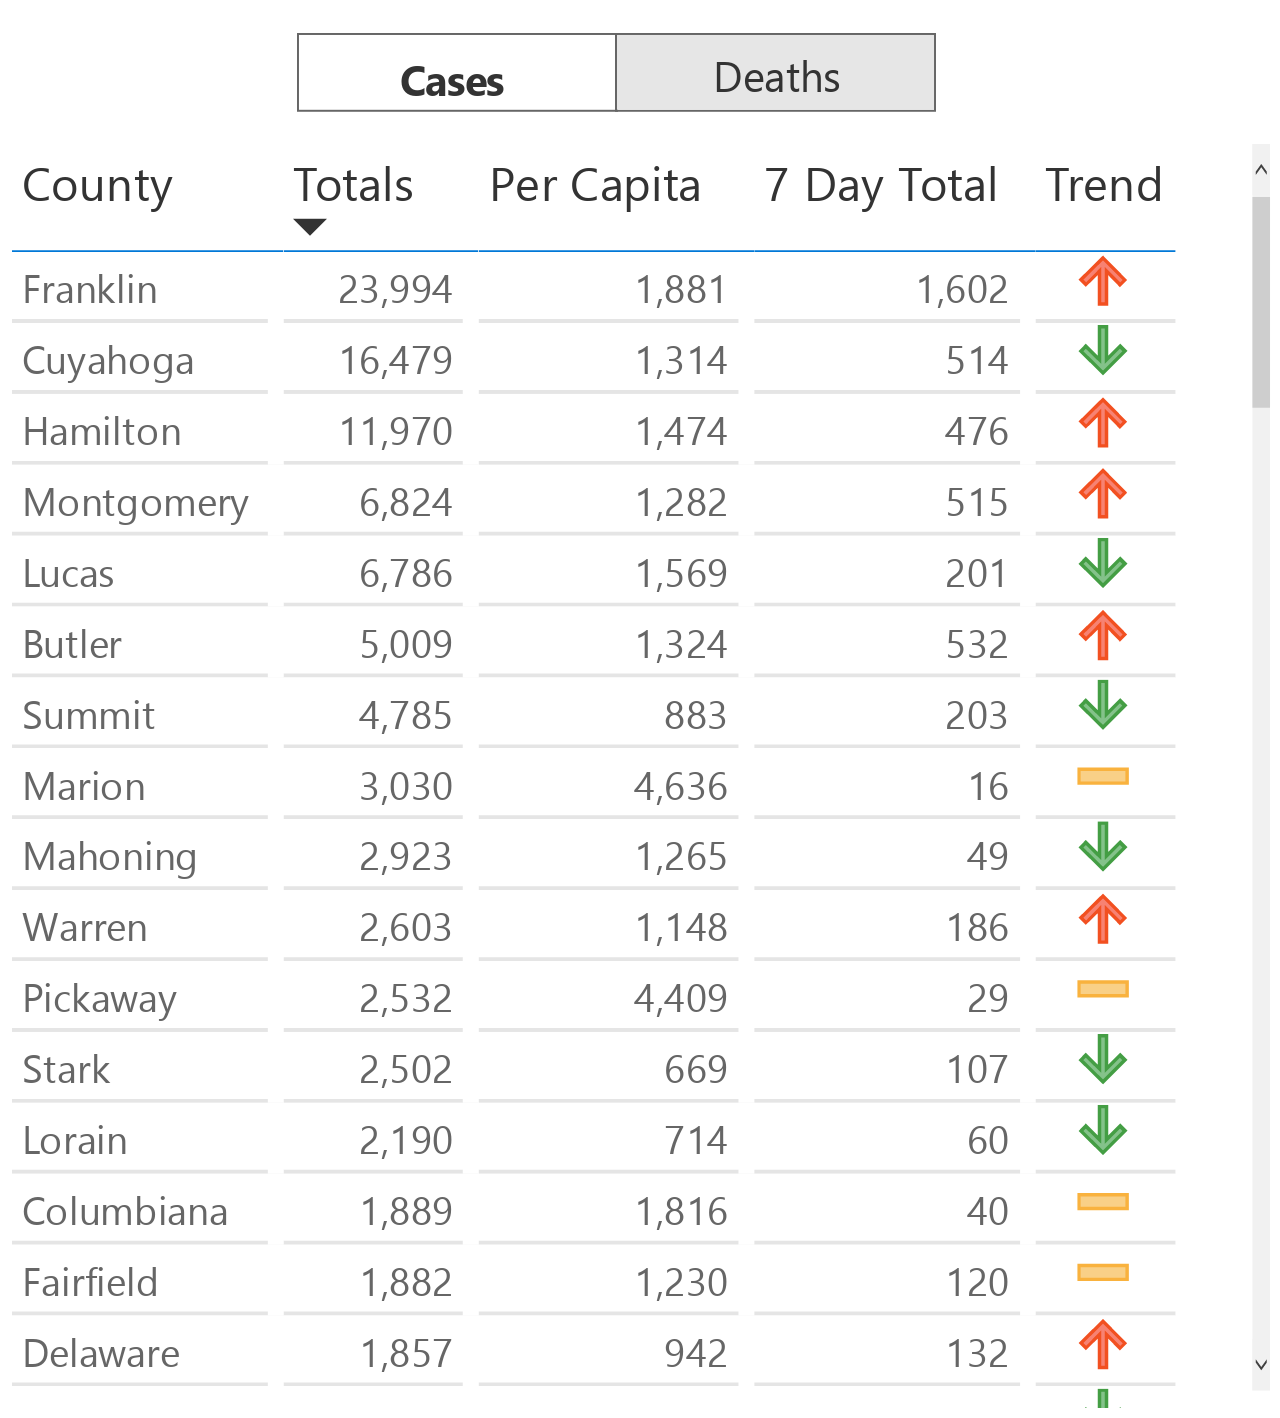 Cases Deaths
County Totals Per Capita 7 Day Total Trend
Franklin 23,994 1,881 1,602
Cuyahoga 16,479 1,314 514
Hamilton 11,970 1,474 476
Montgomery 6,824 1,282 515
Lucas 6,786 1,569 201
Butler 5,009 1,324 532
Summit 4,785 883 203
Marion 3,030 4,636 16
Mahoning 2,923 1,265 49
Warren 2,603 1,148 186
Pickaway 2,532 4,409 29
Stark 2,502 669 107
Lorain 2,190 714 60
Columbiana 1,889 1,816 40
Fairfield 1,882 1,230 120
Delaware 1,857 942 132